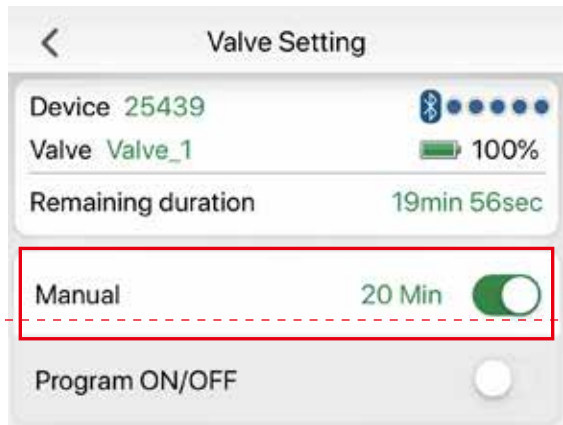 Valve Setting
Device 25439
Valve Valve_1 100%
Remaining duration 19min 56sec
Manual 20 Min
Program ON/OFF